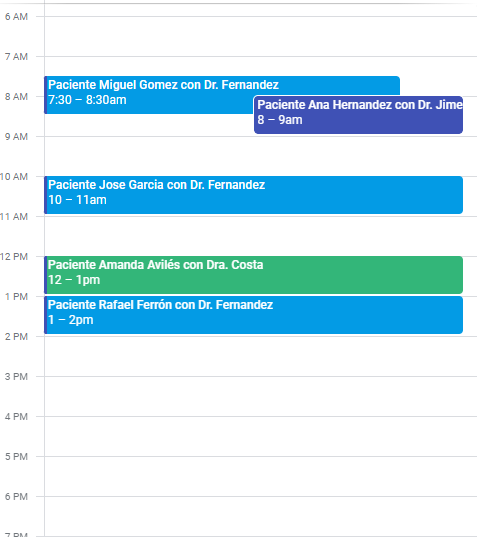 6 AM
7 AM
Paciente Miguel Gomez con Dr. Fernandez
7:30 – 8:30am
8 AM
Paciente Ana Hernandez con Dr. Jime
8 – 9am
9 AM
10 AM
Paciente Jose Garcia con Dr. Fernandez
10 – 11am
11 AM
12 PM
Paciente Amanda Avilés con Dra. Costa
12 – 1pm
1 PM
Paciente Rafael Ferrón con Dr. Fernandez
1 – 2pm
2 PM
3 PM
4 PM
5 PM
6 PM
7 PM